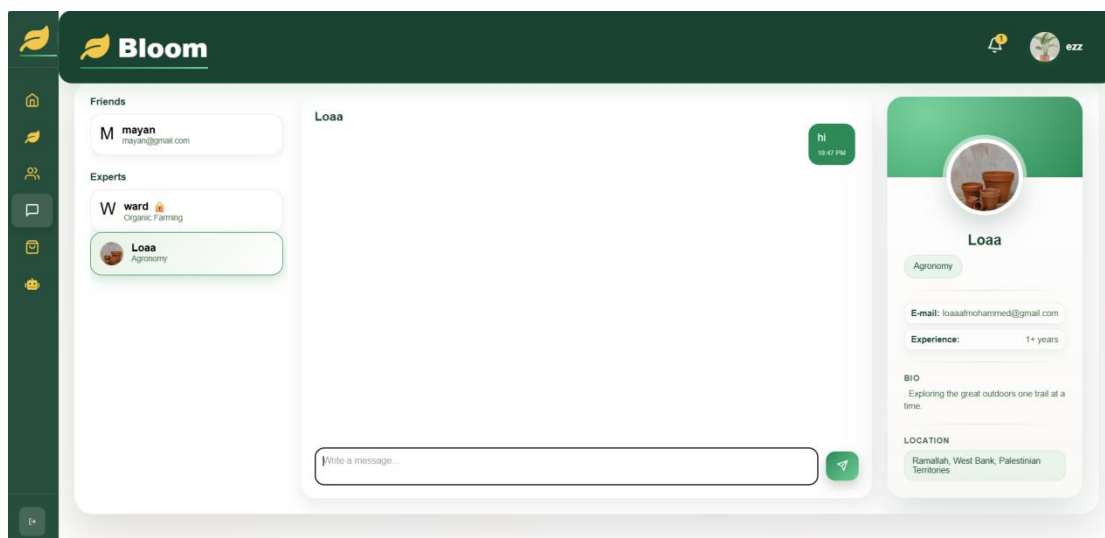 Bloom
1
ezz
Friends
M
mayan
mayan@gmail.com
Experts
W
ward
Organic Farming
Loaa
Agronomy
Loaa
hi
10:47 PM
Write a message...
Loaa
Agronomy
E-mail: loaaafmohammed@gmail.com
Experience: 1+ years
BIO
. Exploring the great outdoors one trail at a
time.
LOCATION
Ramallah, West Bank, Palestinian
Territories